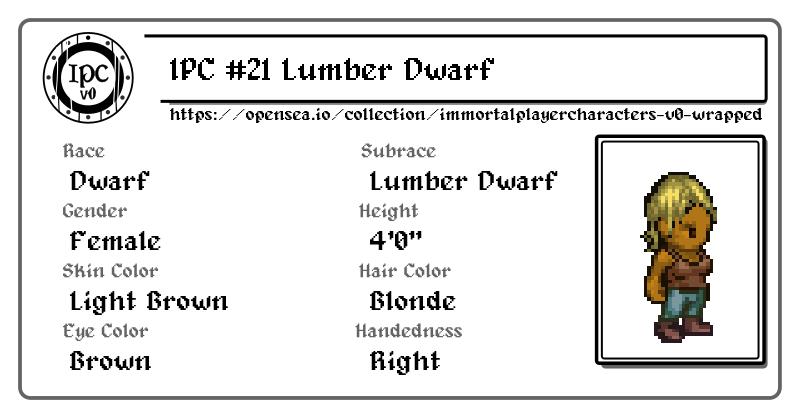 IPC
v0
IPC #21 Lumber Dwarf
https://opensea.io/collection/immortalplayercharacters-v0-wrapped
Race
Dwarf
Subrace
Lumber Dwarf
Gender
Female
Height
4'0"
Skin Color
Light Brown
Hair Color
Blonde
Eye Color
Brown
Handedness
Right